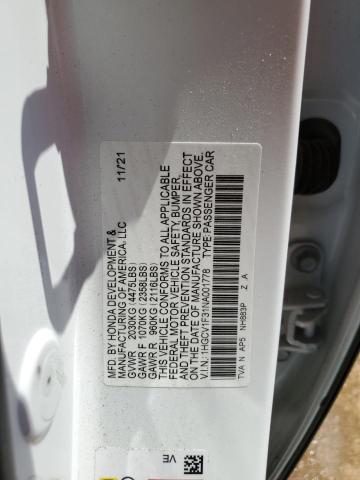 MFD. BY HONDA DEVELOPMENT &
MANUFACTURING OF AMERICA, LLC 11/21
GVWR 2030KG (4475LBS)
GAWR F 1070KG (2359LBS)
GAWR R 960KG (2116LBS)
THIS VEHICLE CONFORMS TO ALL APPLICABLE
FEDERAL MOTOR VEHICLE SAFETY, BUMPER,
AND THEFT PREVENTION STANDARDS IN EFFECT
ON THE DATE OF MANUFACTURE SHOWN ABOVE.
V.I.N.: 1HGCV1F31NA001778 TYPE:PASSENGER CAR
TVA N AP5 NH883P Z A
VE